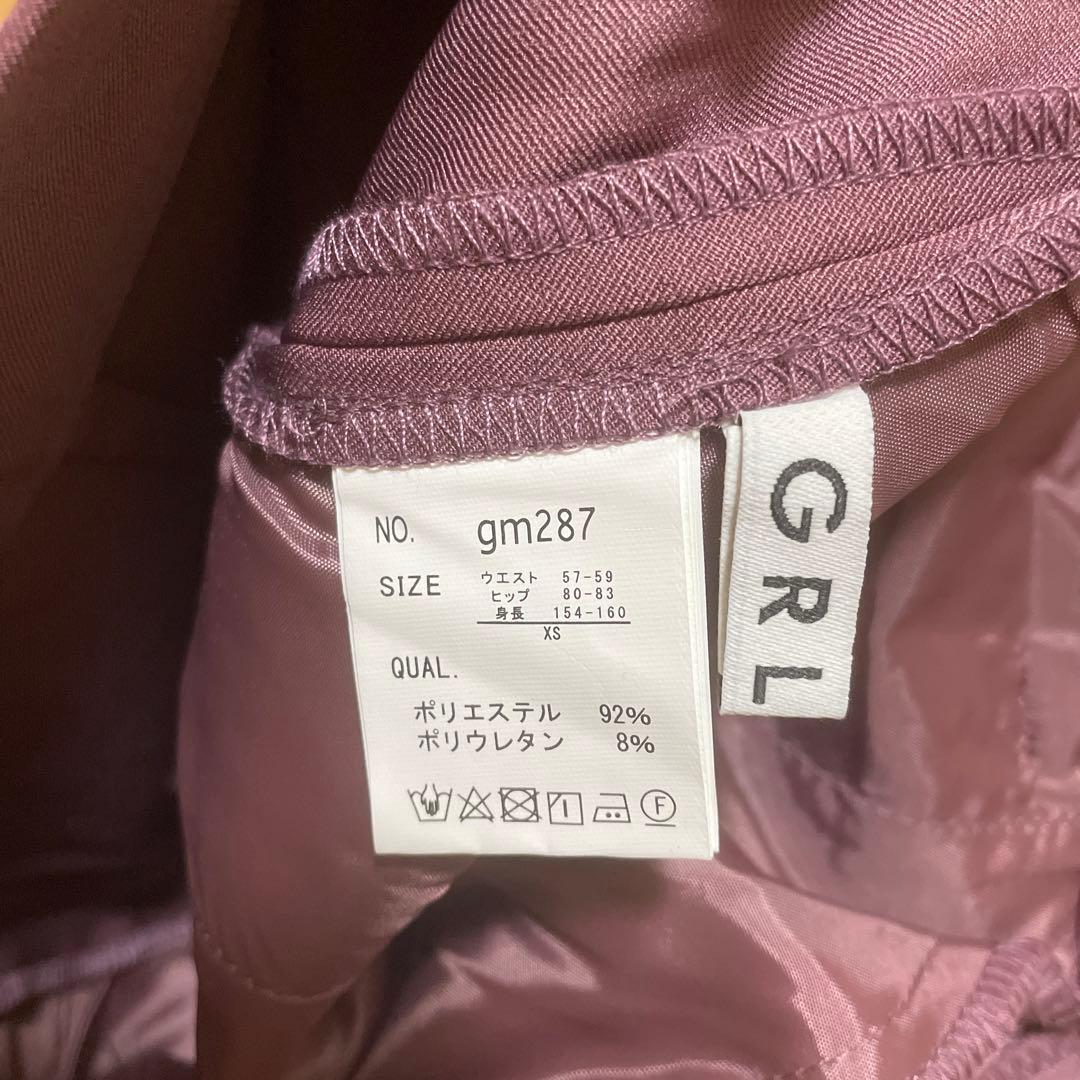 NO. gm287
SIZE ウエスト 57-59
ヒップ 80-83
身長 154-160
XS
QUAL.
ポリエステル 92%
ポリウレタン 8%
F
GRL